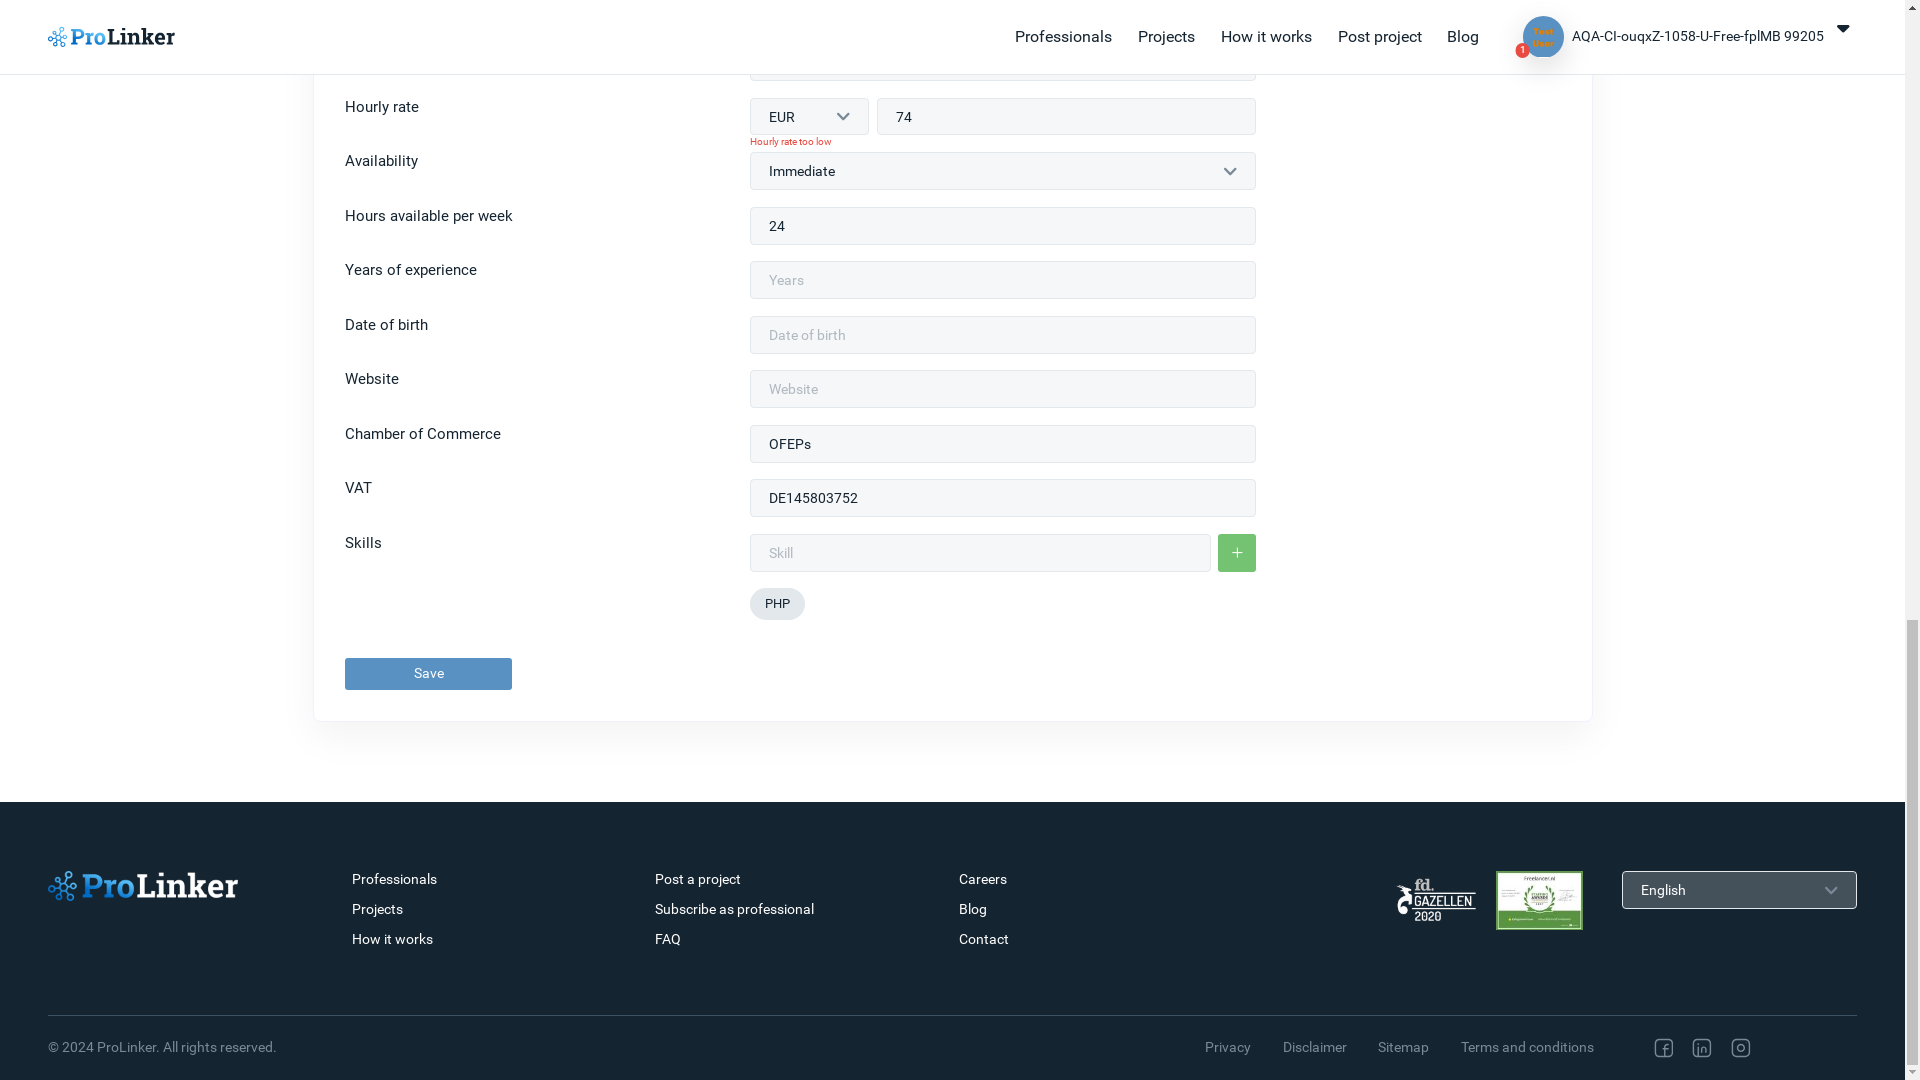 ProLinker
Professionals
Projects
How it works
Post project
Blog
1
Test User
AQA-CI-ouqxZ-1058-U-Free-fplMB 99205
Hourly rate
EUR
74
Hourly rate too low
Availability
Immediate
Hours available per week
24
Years of experience
Years
Date of birth
Date of birth
Website
Website
Chamber of Commerce
OFEPs
VAT
DE145803752
Skills
Skill
+
PHP
Save
ProLinker
Professionals
Projects
How it works
Post a project
Subscribe as professional
FAQ
Careers
Blog
Contact
fd.
GAZELLEN
2020
Freelancer.nl
English
© 2024 ProLinker. All rights reserved.
Privacy
Disclaimer
Sitemap
Terms and conditions